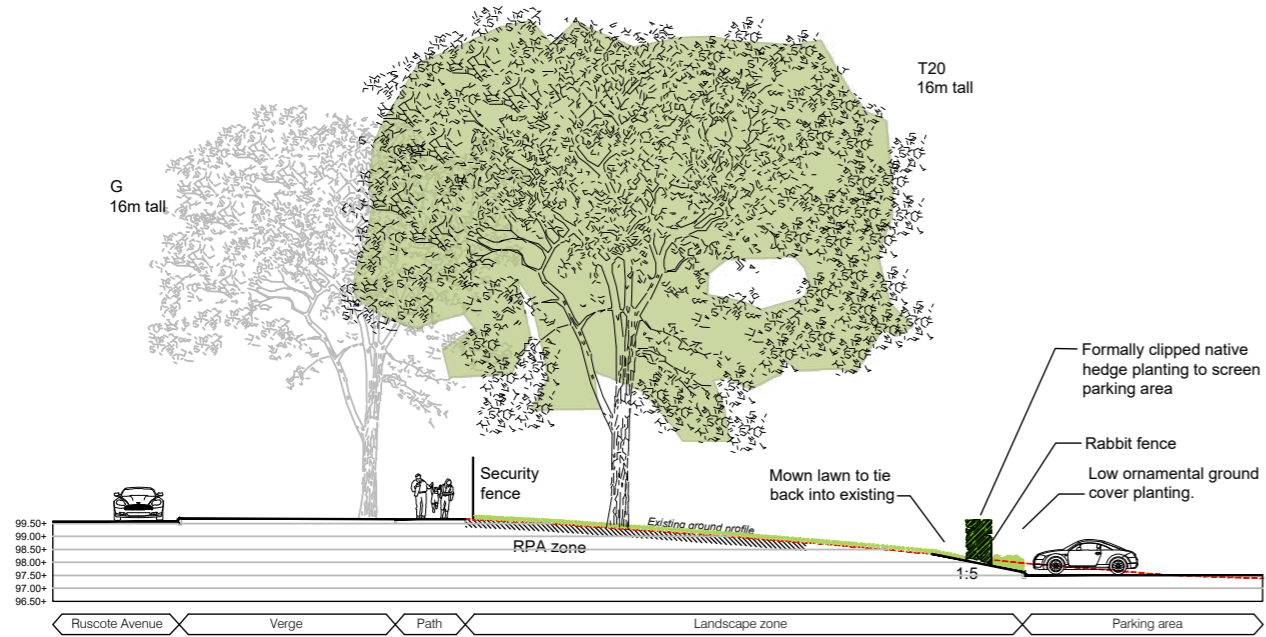 T20
16m tall
G
16m tall
Formally clipped native
hedge planting to screen
parking area
Rabbit fence
Low ornamental ground
cover planting.
Mown lawn to tie
back into existing
Security
fence
Existing ground profile
RPA zone
1:5
99.50+
99.00+
98.50+
98.00+
97.50+
97.00+
96.50+
Ruscote Avenue
Verge
Path
Landscape zone
Parking area